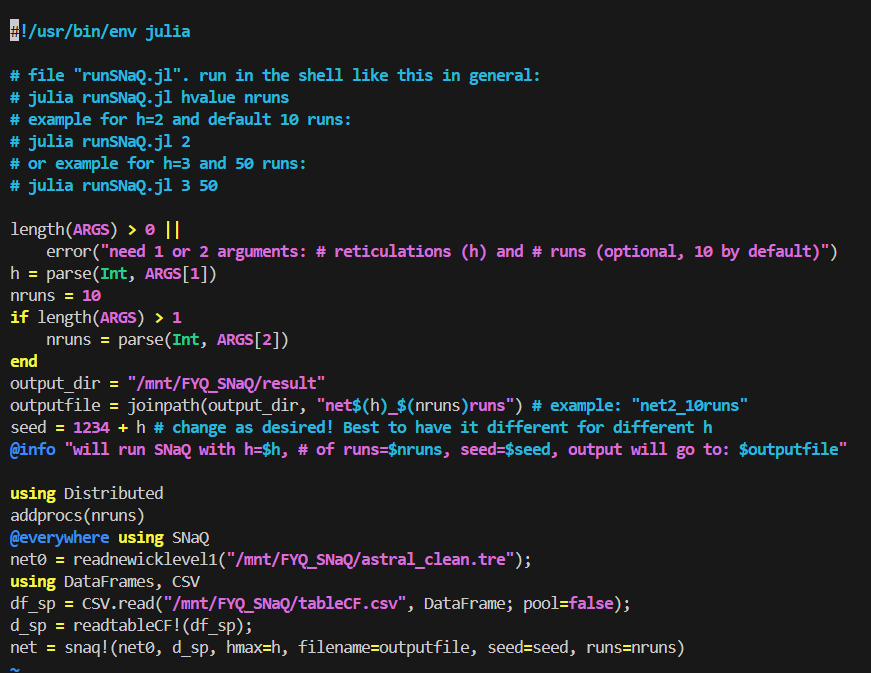 #!/usr/bin/env julia
# file "runSNaQ.jl". run in the shell like this in general:
# julia runSNaQ.jl hvalue nruns
# example for h=2 and default 10 runs:
# julia runSNaQ.jl 2
# or example for h=3 and 50 runs:
# julia runSNaQ.jl 3 50
length(ARGS) > 0 ||
    error("need 1 or 2 arguments: # reticulations (h) and # runs (optional, 10 by default)")
h = parse(Int, ARGS[1])
nruns = 10
if length(ARGS) > 1
    nruns = parse(Int, ARGS[2])
end
output_dir = "/mnt/FYQ_SNaQ/result"
outputfile = joinpath(output_dir, "net$(h)_$(nruns)runs") # example: "net2_10runs"
seed = 1234 + h # change as desired! Best to have it different for different h
@info "will run SNaQ with h=$h, # of runs=$nruns, seed=$seed, output will go to: $outputfile"
using Distributed
addprocs(nruns)
@everywhere using SNaQ
net0 = readnewicklevel1("/mnt/FYQ_SNaQ/astral_clean.tre");
using DataFrames, CSV
df_sp = CSV.read("/mnt/FYQ_SNaQ/tableCF.csv", DataFrame; pool=false);
d_sp = readtableCF!(df_sp);
net = snaq!(net0, d_sp, hmax=h, filename=outputfile, seed=seed, runs=nruns)
~